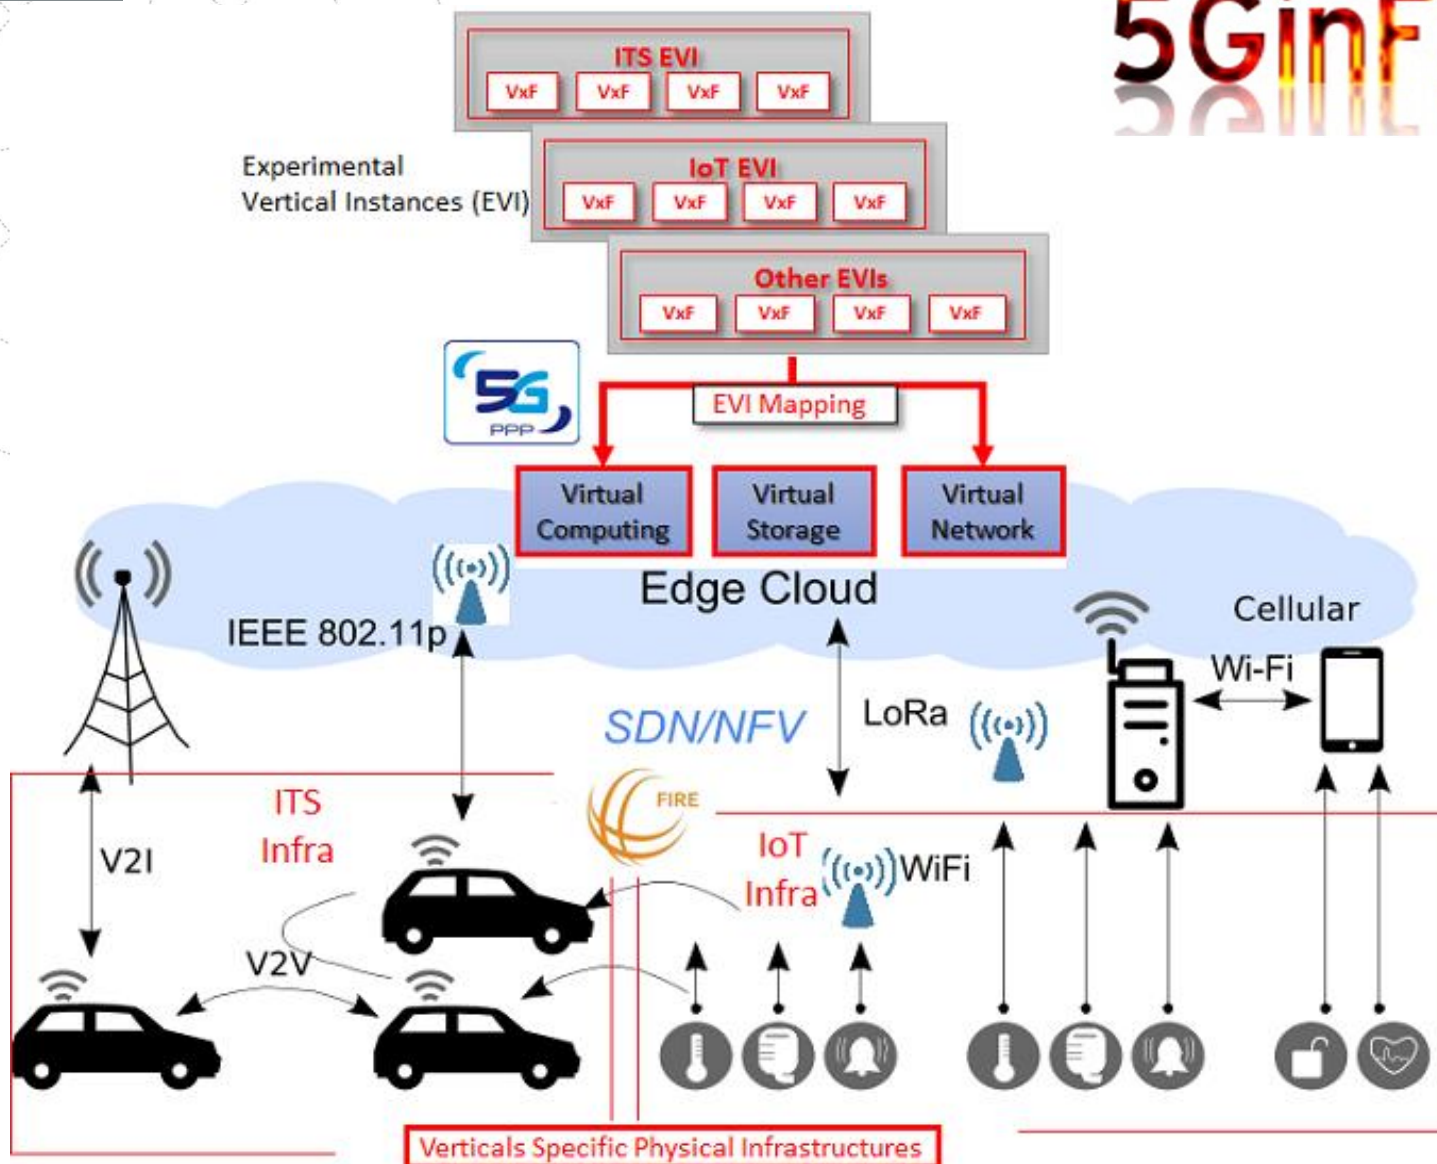 5GinF
ITS EVI
VxF VxF VxF VxF
Experimental
Vertical Instances (EVI)
IoT EVI
VxF VxF VxF VxF
Other EVIs
VxF VxF VxF VxF
5G
PPP
EVI Mapping
Virtual
Computing
Virtual
Storage
Virtual
Network
Edge Cloud
IEEE 802.11p
Cellular
Wi-Fi
SDN/NFV
LoRa
ITS
Infra
FIRE
V2I
IoT
Infra
WiFi
V2V
Verticals Specific Physical Infrastructures